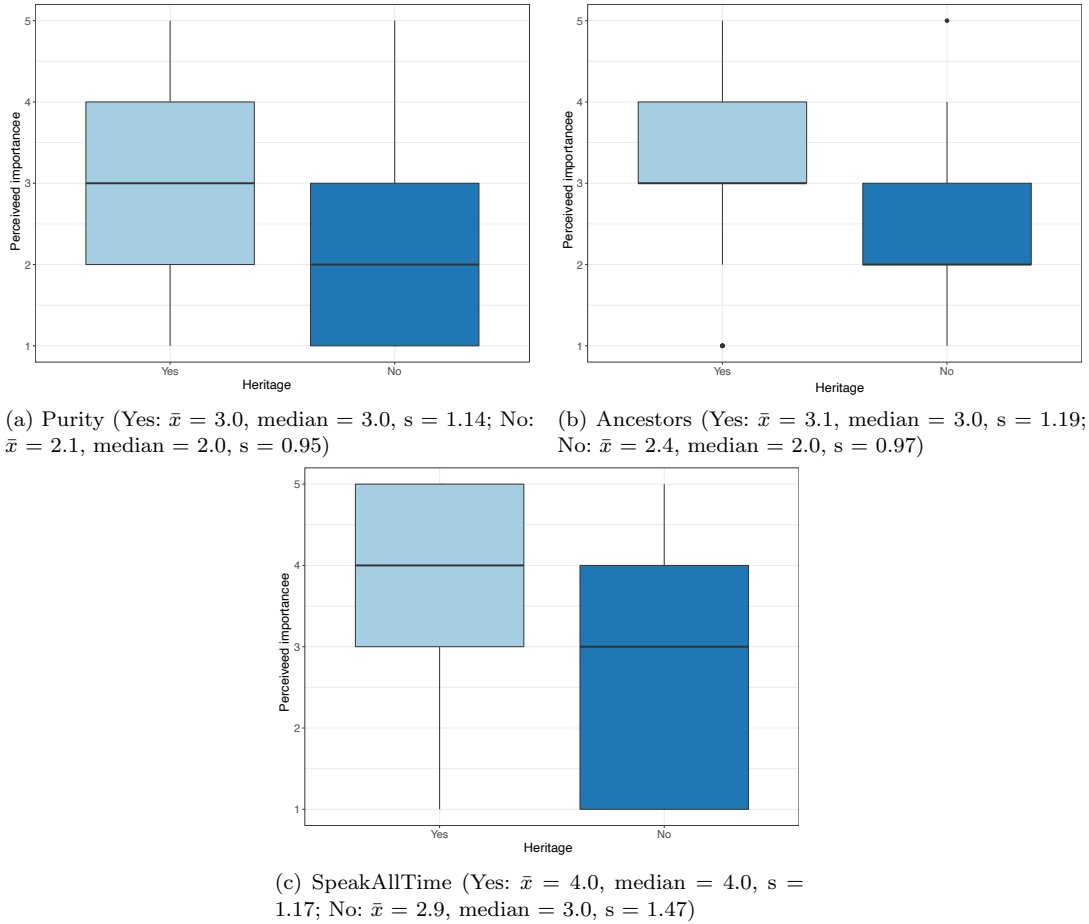 5
4
3
2
1
Perceiveed importancee
Yes
No
Heritage
(a) Purity (Yes: x̄ = 3.0, median = 3.0, s = 1.14; No:
x̄ = 2.1, median = 2.0, s = 0.95)
5
4
3
2
1
Perceiveed importancee
Yes
No
Heritage
(b) Ancestors (Yes: x̄ = 3.1, median = 3.0, s = 1.19;
No: x̄ = 2.4, median = 2.0, s = 0.97)
5
4
3
2
1
Perceiveed importancee
Yes
No
Heritage
(c) SpeakAllTime (Yes: x̄ = 4.0, median = 4.0, s =
1.17; No: x̄ = 2.9, median = 3.0, s = 1.47)